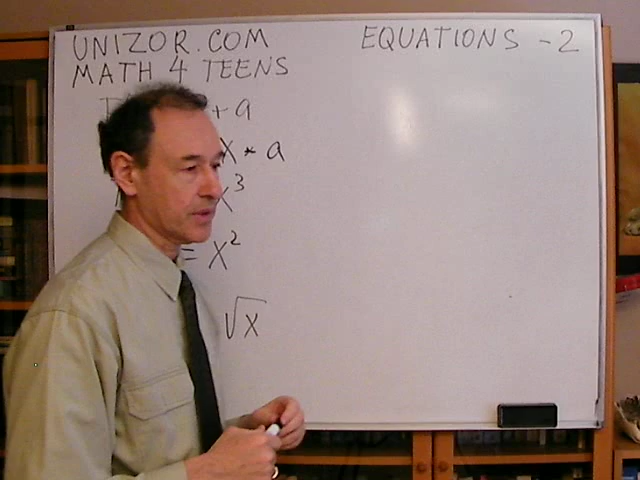 UNIZOR.COM
EQUATIONS - 2
MATH 4 TEENS
+ a
X * a
X³
= X²
√X